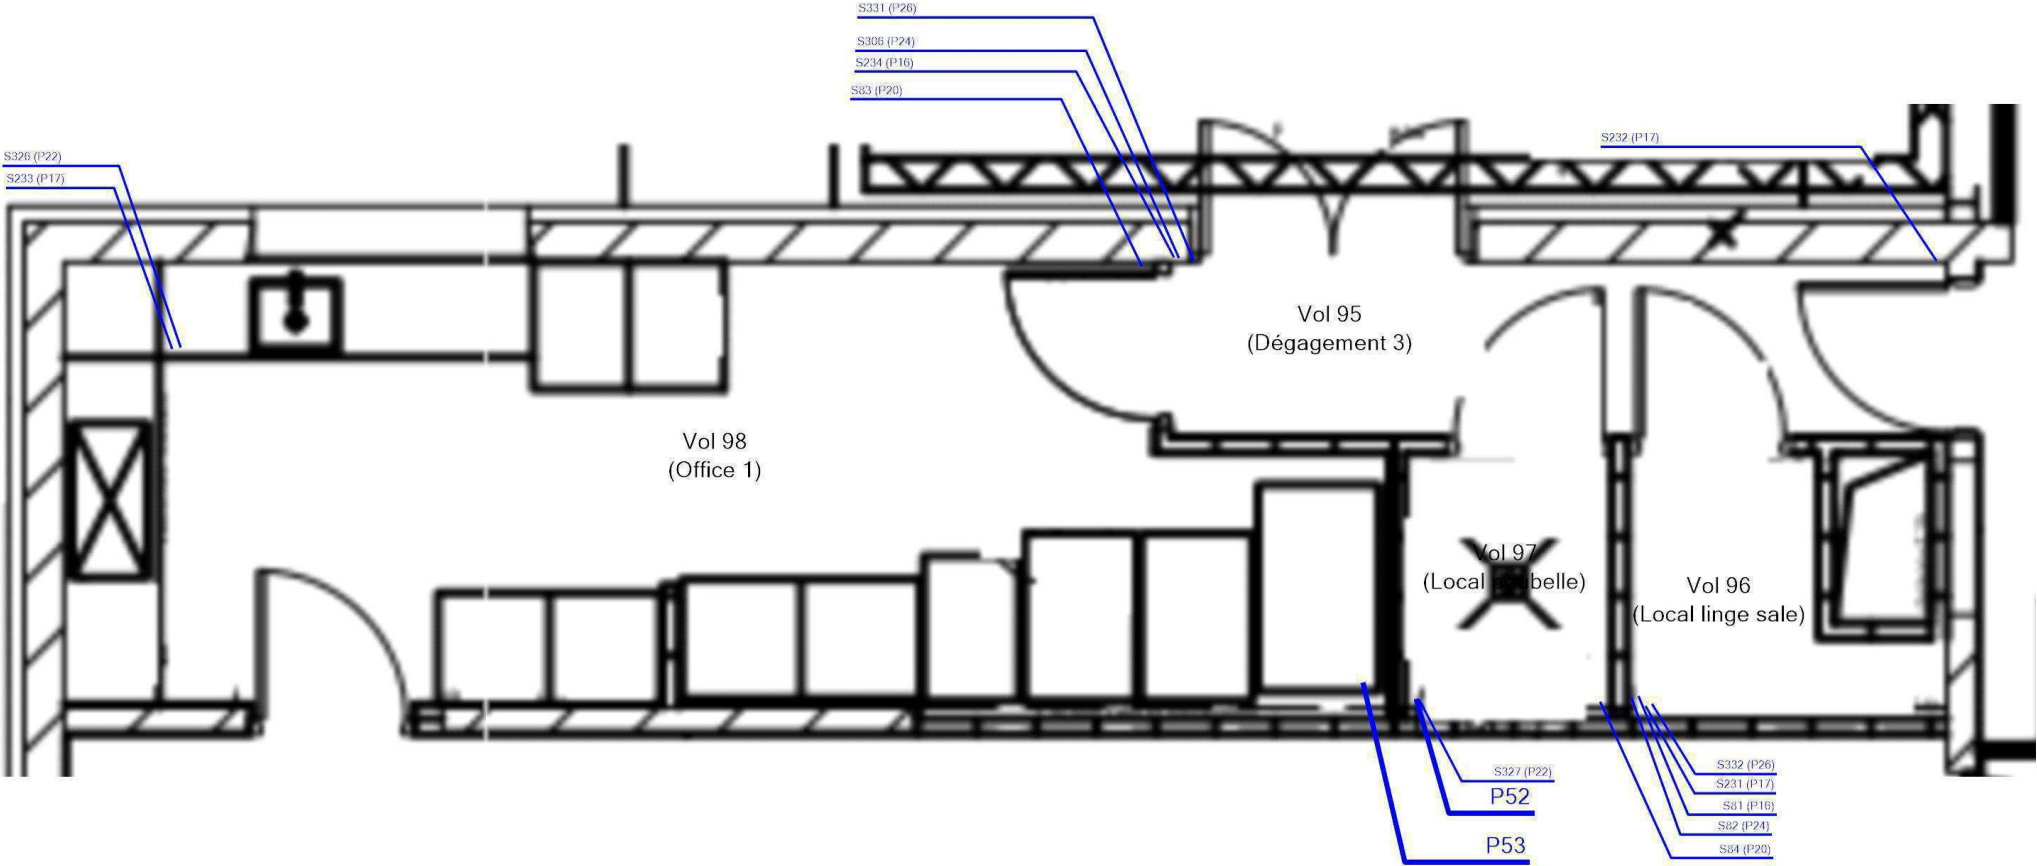 S331 (P26)
S306 (P24)
S234 (P16)
S83 (P20)
S232 (P17)
S326 (P22)
S233 (P17)
Vol 95
(Dégagement 3)
Vol 98
(Office 1)
Vol 97
(Local
Vol 96
(Local linge sale)
S327 (P22)
P52
P53
S332 (P26)
S231 (P17)
S81 (P16)
S82 (P24)
S84 (P20)